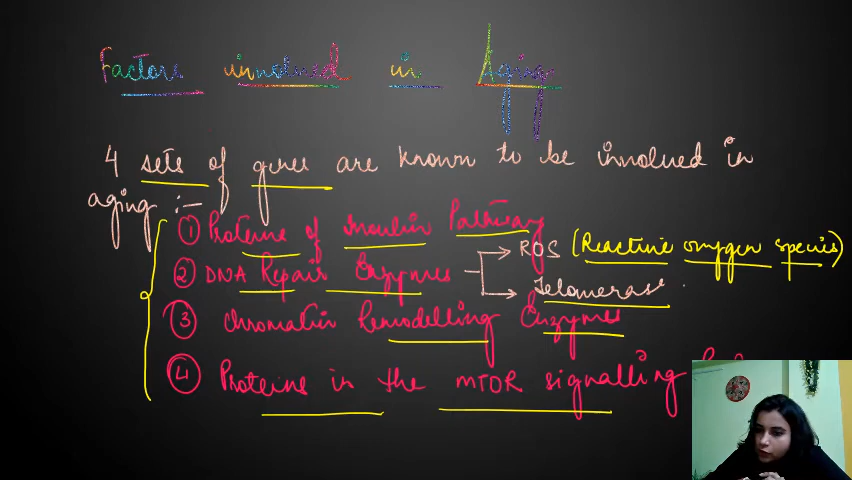 Factors involved in Aging
4 sets of genes are known to be involved in
aging :-
① Proteins of Insulin Pathway
② DNA Repair Enzymes → ROS (Reactive oxygen species)
→ Telomerase
③ Chromatin Remodelling Enzymes
④ Proteins in the MTOR signalling